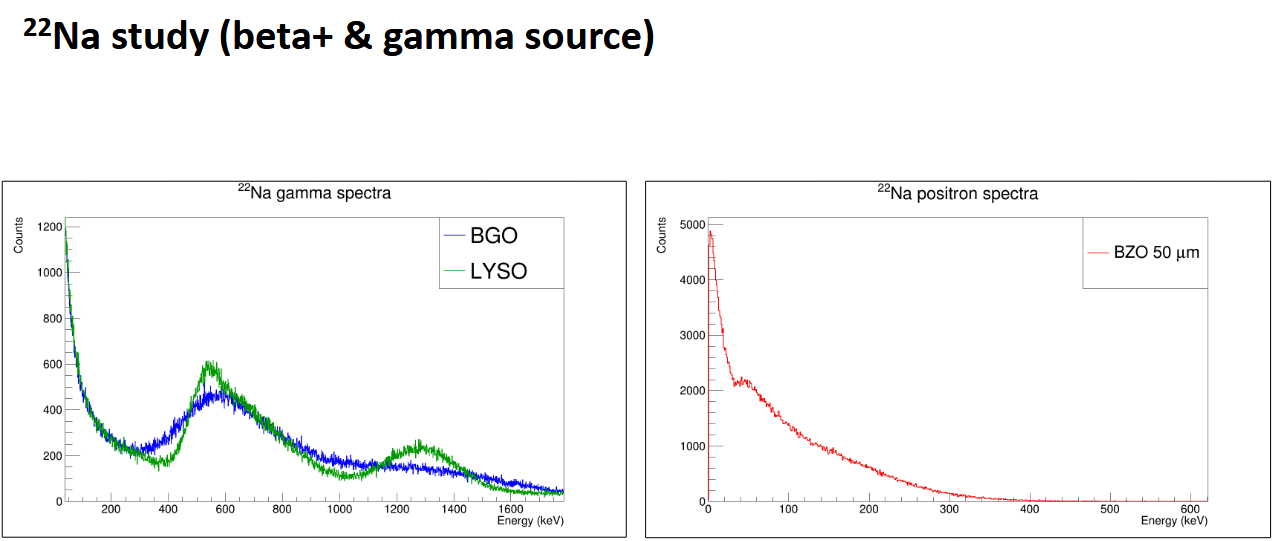 ²²Na study (beta+ & gamma source)
²²Na gamma spectra
Counts
1200
1000
800
600
400
200
0
200 400 600 800 1000 1200 1400 1600
Energy (keV)
BGO
LYSO
²²Na positron spectra
Counts
5000
4000
3000
2000
1000
0
0 100 200 300 400 500 600
Energy (keV)
BZO 50 μm